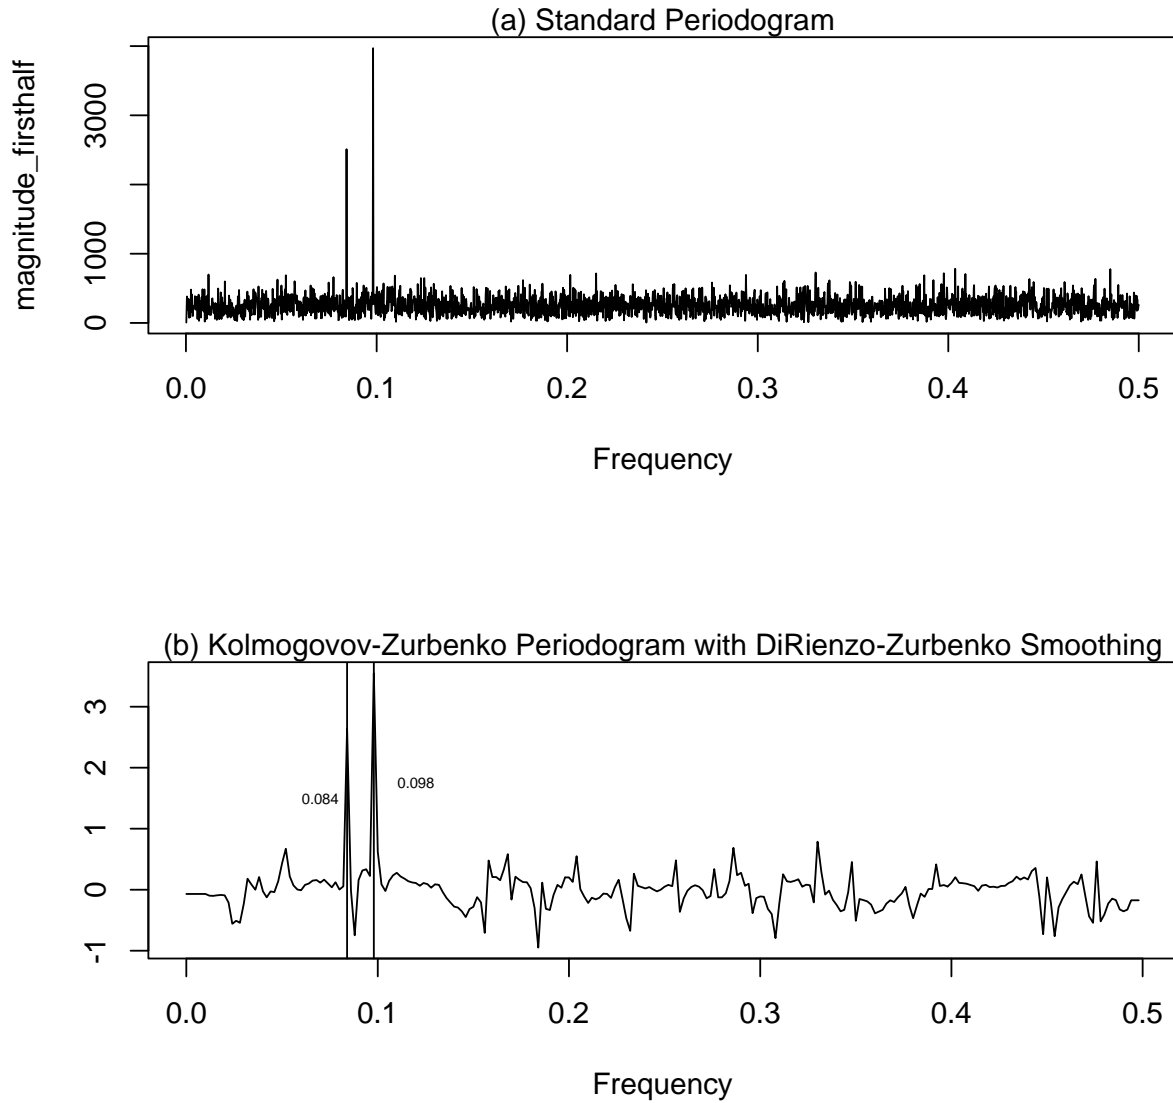 (a) Standard Periodogram
magnitude_firsthalf
3000
1000
0
0.0 0.1 0.2 0.3 0.4 0.5
Frequency
(b) Kolmogovov-Zurbenko Periodogram with DiRienzo-Zurbenko Smoothing
3
2
1
0
-1
0.084
0.098
0.0 0.1 0.2 0.3 0.4 0.5
Frequency